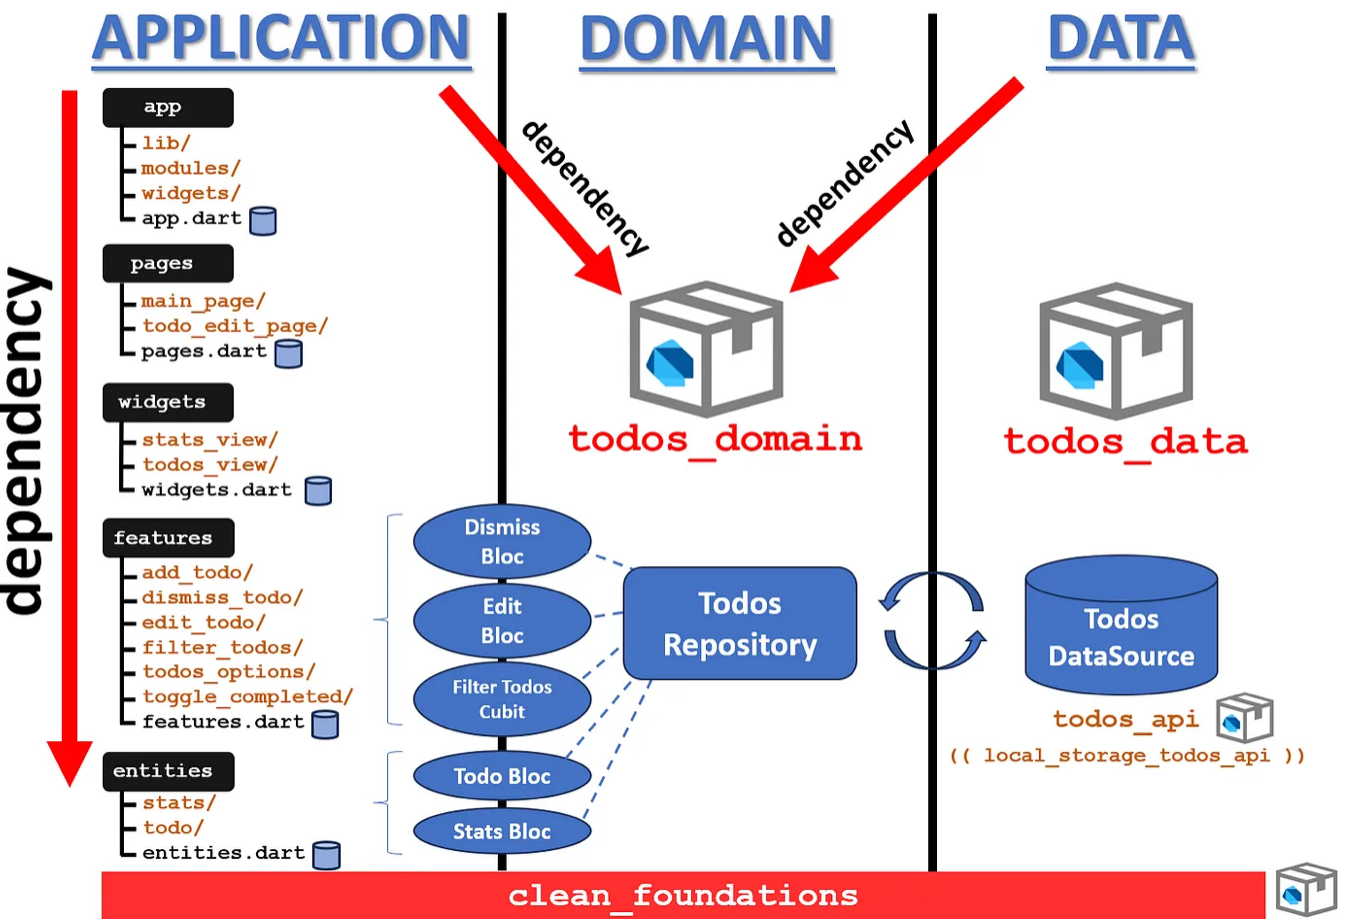 APPLICATION
DOMAIN
DATA
dependency
app
lib/
modules/
widgets/
app.dart
pages
main_page/
todo_edit_page/
pages.dart
widgets
stats_view/
todos_view/
widgets.dart
features
add_todo/
dismiss_todo/
edit_todo/
filter_todos/
todos_options/
toggle_completed/
features.dart
entities
stats/
todo/
entities.dart
dependency
dependency
todos_domain
todos_data
Dismiss
Bloc
Edit
Bloc
Filter Todos
Cubit
Todo Bloc
Stats Bloc
Todos
Repository
Todos
DataSource
todos_api
(( local_storage_todos_api ))
clean_foundations